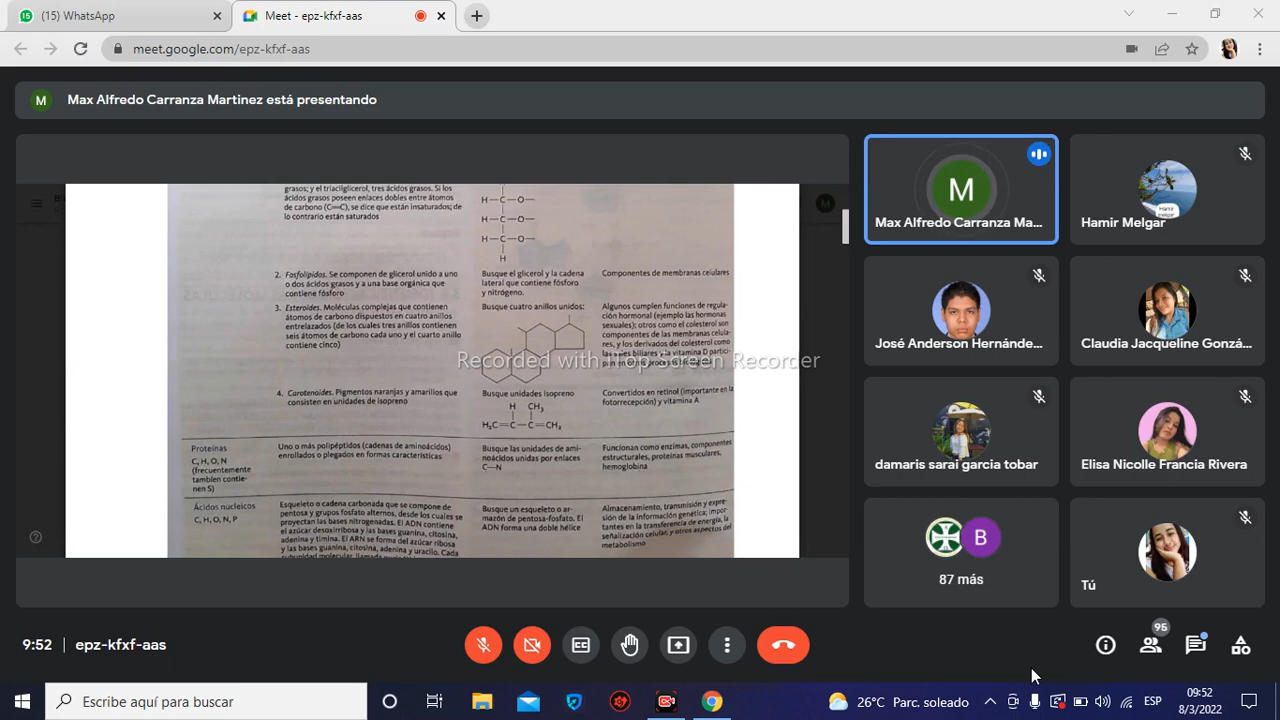 (15) WhatsApp
Meet - epz-kfxf-aas
meet.google.com/epz-kfxf-aas
M
Max Alfredo Carranza Martinez está presentando
grasos; y el triacilglicerol, tres ácidos grasos. Si los
ácidos grasos poseen enlaces dobles entre átomos
de carbono (C=C), se dice que están insaturados; de
lo contrario están saturados
H—C—O—
H—C—O—
H—C—O—
H
2. Fosfolípidos. Se componen de glicerol unido a uno
o dos ácidos grasos y a una base orgánica que
contiene fósforo
Busque el glicerol y la cadena
lateral que contiene fósforo
y nitrógeno.
Componentes de membranas celulares
3. Esteroides. Moléculas complejas que contienen
átomos de carbono dispuestos en cuatro anillos
entrelazados (de los cuales tres anillos contienen
seis átomos de carbono cada uno y el cuarto anillo
contiene cinco)
Busque cuatro anillos unidos:
Algunos cumplen funciones de regula-
ción hormonal (ejemplo las hormonas
sexuales); otros como el colesterol son
componentes de las membranas celula-
res, y los derivados del colesterol como
las sales biliares y la vitamina D partici-
Recorded with Top Screen Recorder
4. Carotenoides. Pigmentos naranjas y amarillos que
consisten en unidades de isopreno
Busque unidades isopreno
H CH₃
H₂C=C—C=CH₂
Convertidos en retinol (importante en la
fotorrecepción) y vitamina A
Proteínas
C, H, O, N
(frecuentemente
tambien contie-
nen S)
Uno o más polipéptidos (cadenas de aminoácidos)
enrollados o plegados en formas características
Busque las unidades de ami-
noácidos unidas por enlaces
C—N
Funcionan como enzimas, componentes
estructurales, proteínas musculares,
hemoglobina
Ácidos nucleicos
C, H, O, N, P
Esqueleto o cadena carbonada que se compone de
pentosa y grupos fosfato alternos, desde los cuales se
proyectan las bases nitrogenadas. El ADN contiene
el azúcar desoxirribosa y las bases guanina, citosina,
adenina y timina. El ARN se forma del azúcar ribosa
y las bases guanina, citosina, adenina y uracilo. Cada
Busque un esqueleto o ar-
mazón de pentosa-fosfato. El
ADN forma una doble hélice
Almacenamiento, transmisión y expre-
sión de la información genética; impor-
tantes en la transferencia de energía, la
señalización celular, y otros aspectos del
metabolismo
M
Max Alfredo Carranza Ma...
Hamir
melgar
Hamir Melgar
José Anderson Hernánde...
Claudia Jacqueline Gonzá...
damaris sarai garcia tobar
Elisa Nicolle Francia Rivera
B
87 más
Tú
9:52 | epz-kfxf-aas
95
Escribe aquí para buscar
26°C Parc. soleado
ESP
09:52
8/3/2022